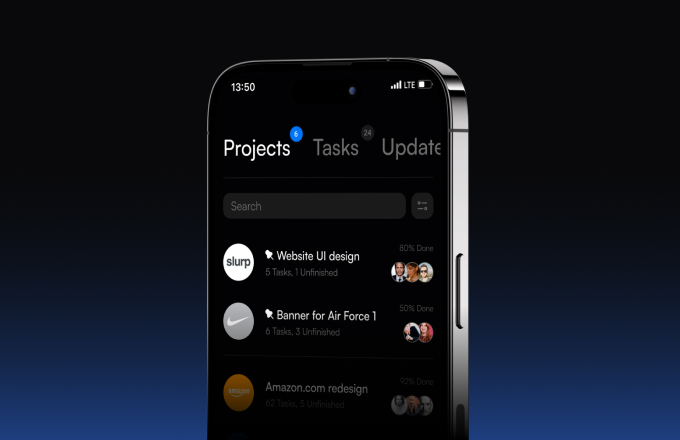 13:50 LTE
6 24
Projects Tasks Update
Search
80% Done
slurp Website UI design
5 Tasks, 1 Unfinished
50% Done
Banner for Air Force 1
6 Tasks, 3 Unfinished
90% Done
amazon Amazon.com redesign
62 Tasks, 5 Unfinished